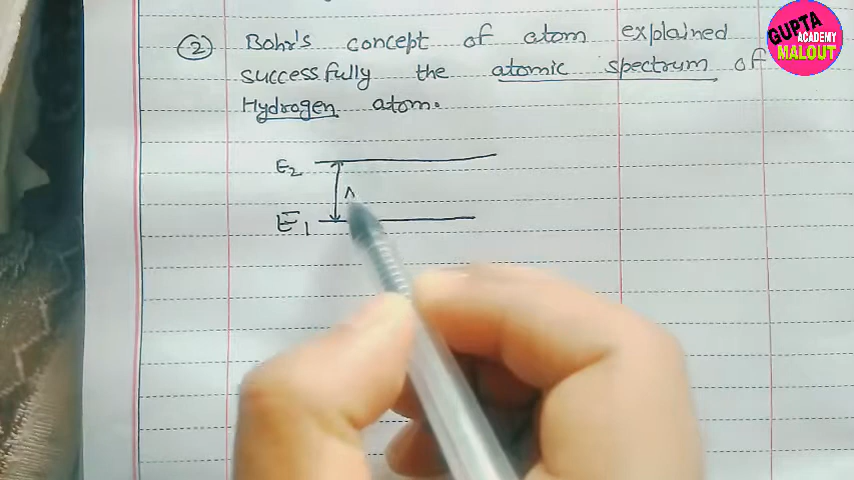 GUPTA
ACADEMY
MALOUT
(2) Bohr's concept of atom explained
successfully the atomic spectrum of
Hydrogen atom.
E2
E1